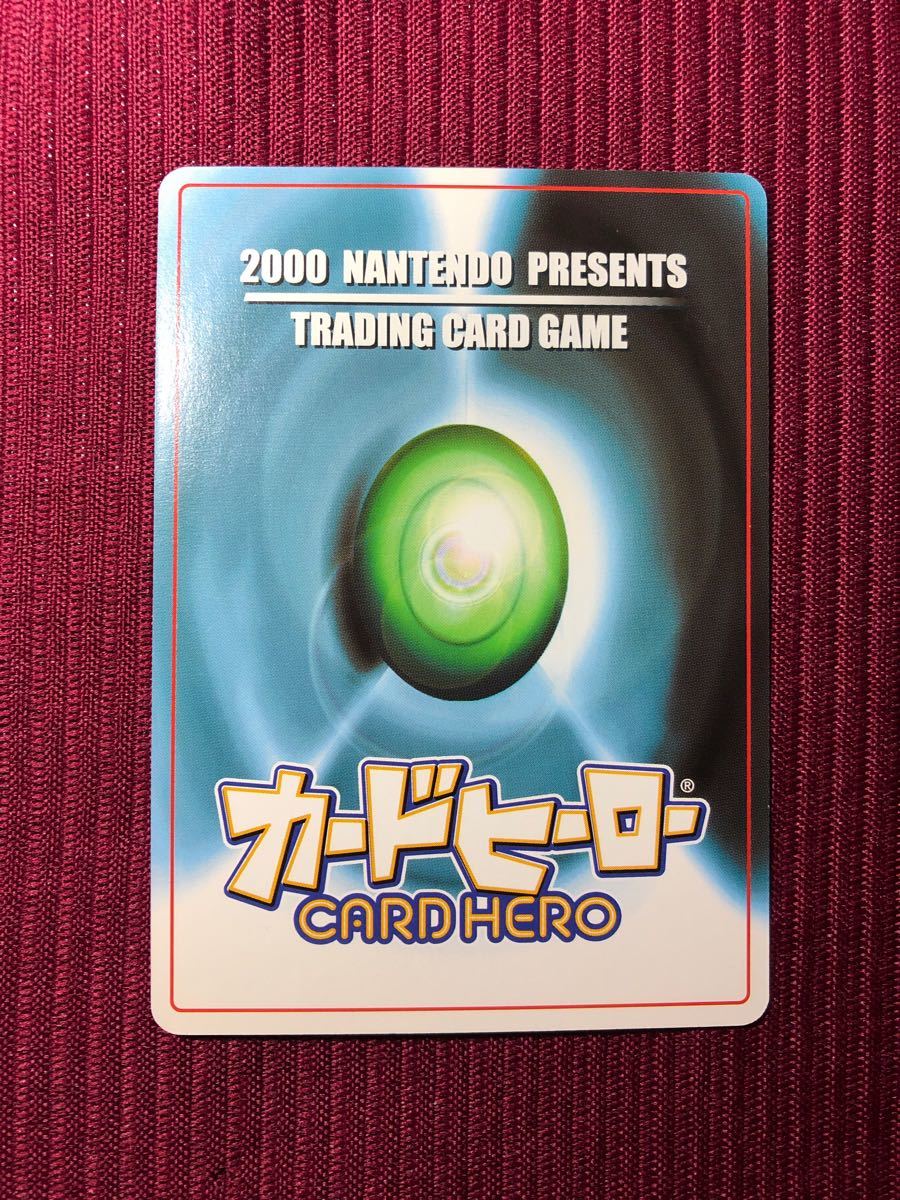 2000 NANTENDO PRESENTS
TRADING CARD GAME
カードヒーロー®
CARD HERO